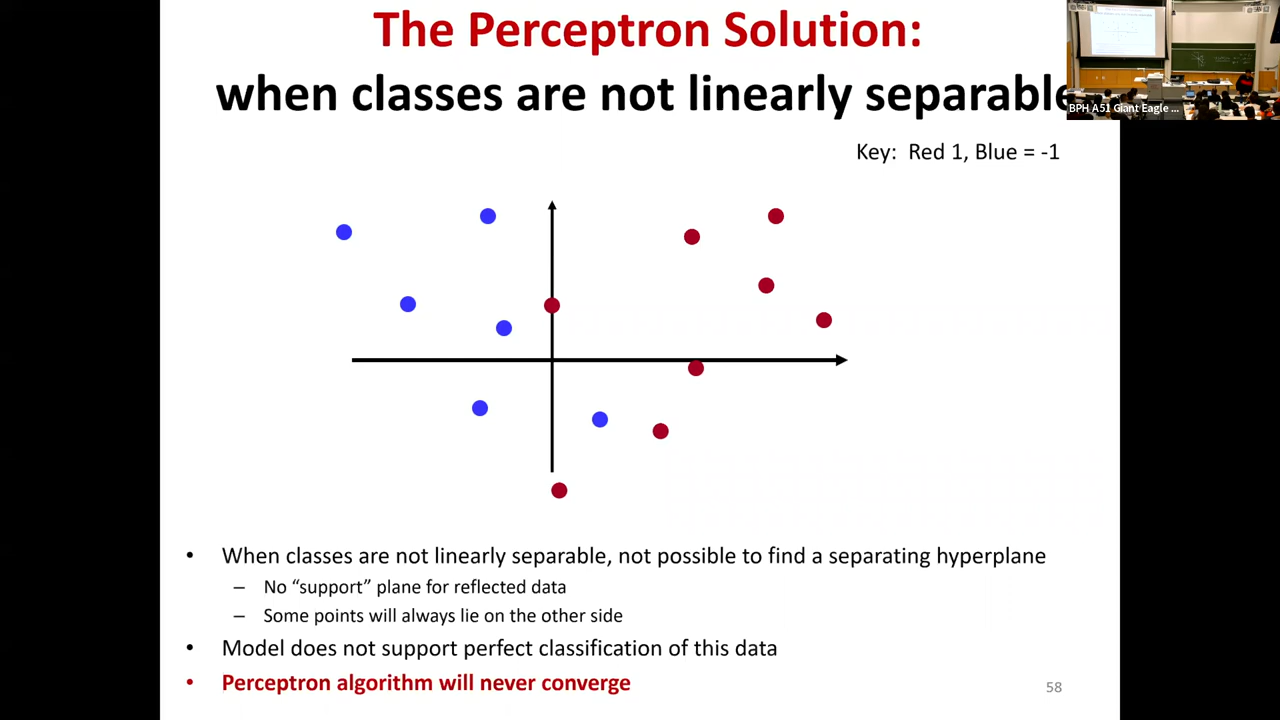 The Perceptron Solution:
when classes are not linearly separable
BPH A51 Giant Eagle ...
Key: Red 1, Blue = -1
• When classes are not linearly separable, not possible to find a separating hyperplane
– No “support” plane for reflected data
– Some points will always lie on the other side
• Model does not support perfect classification of this data
• Perceptron algorithm will never converge
58